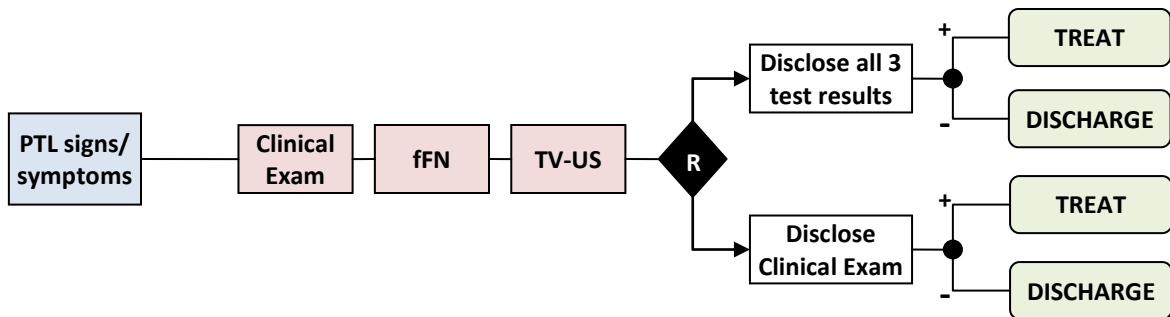 PTL signs/
symptoms
Clinical
Exam
fFN
TV-US
R
Disclose all 3
test results
+
TREAT
-
DISCHARGE
Disclose
Clinical Exam
+
TREAT
-
DISCHARGE